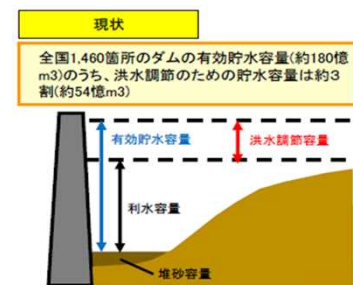 現状
全国1,460箇所のダムの有効貯水容量(約180億
m3)のうち、洪水調節のための貯水容量は約3
割(約54億m3)
有効貯水容量
洪水調節容量
利水容量
堆砂容量